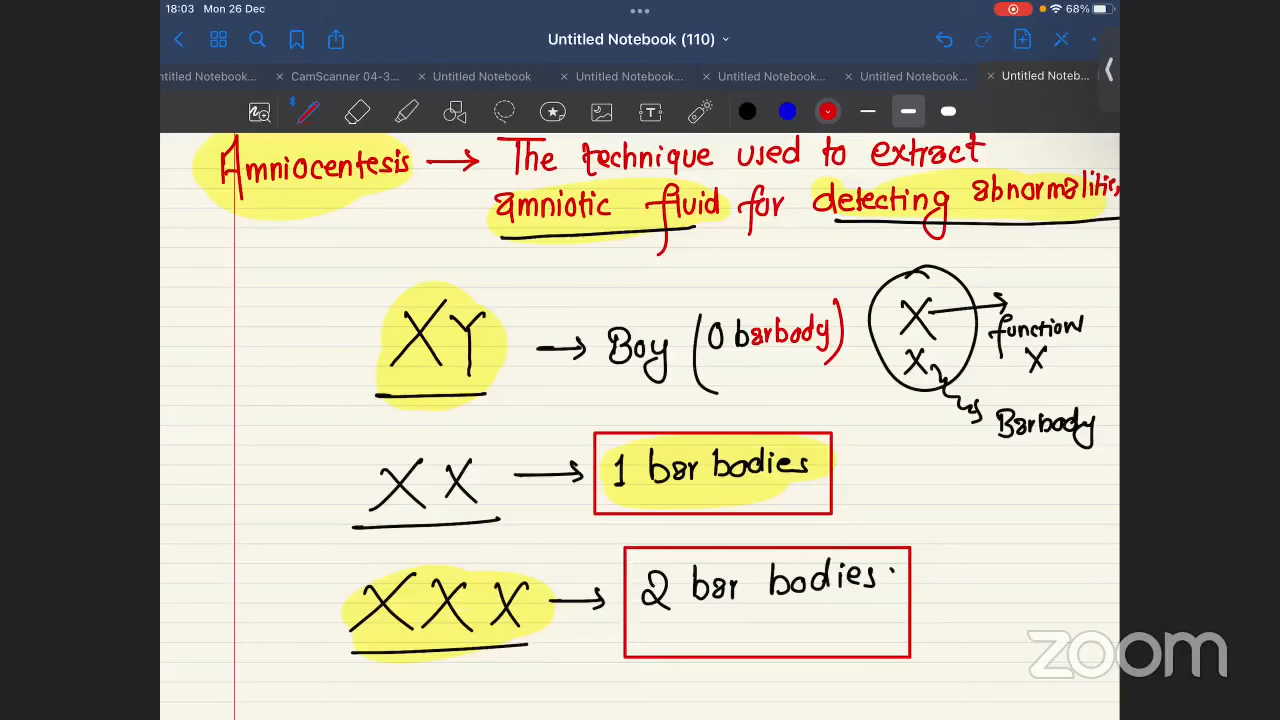 18:03 Mon 26 Dec
68%
Untitled Notebook (110)
ntitled Notebook...
CamScanner 04-3...
Untitled Notebook
Untitled Notebook...
Untitled Notebook...
Untitled Notebook...
Untitled Noteb...
Amniocentesis → The technique used to extract
amniotic fluid for detecting abnormalities
XY → Boy (0 barbody)
X → function X
X → Barbody
XX → 1 bar bodies
XXX → 2 bar bodies.
zoom